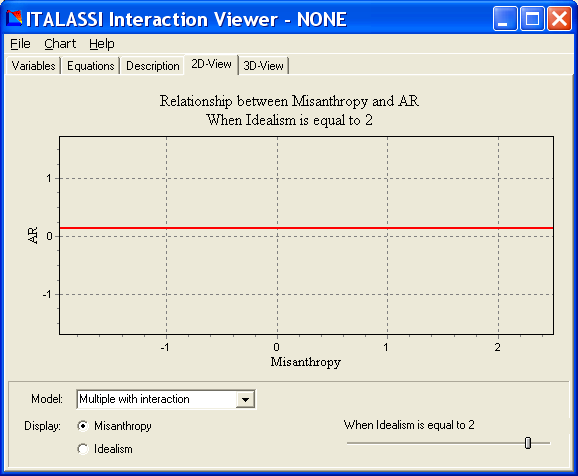 ITALASSI Interaction Viewer - NONE
File Chart Help
Variables Equations Description 2D-View 3D-View
Relationship between Misanthropy and AR
When Idealism is equal to 2
1
0
-1
AR
-1 0 1 2
Misanthropy
Model: Multiple with interaction
Display: Misanthropy When Idealism is equal to 2
Idealism